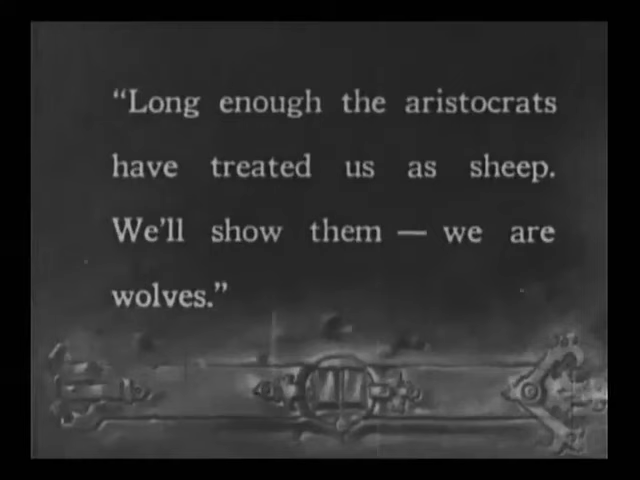 “Long enough the aristocrats
have treated us as sheep.
We'll show them — we are
wolves.”